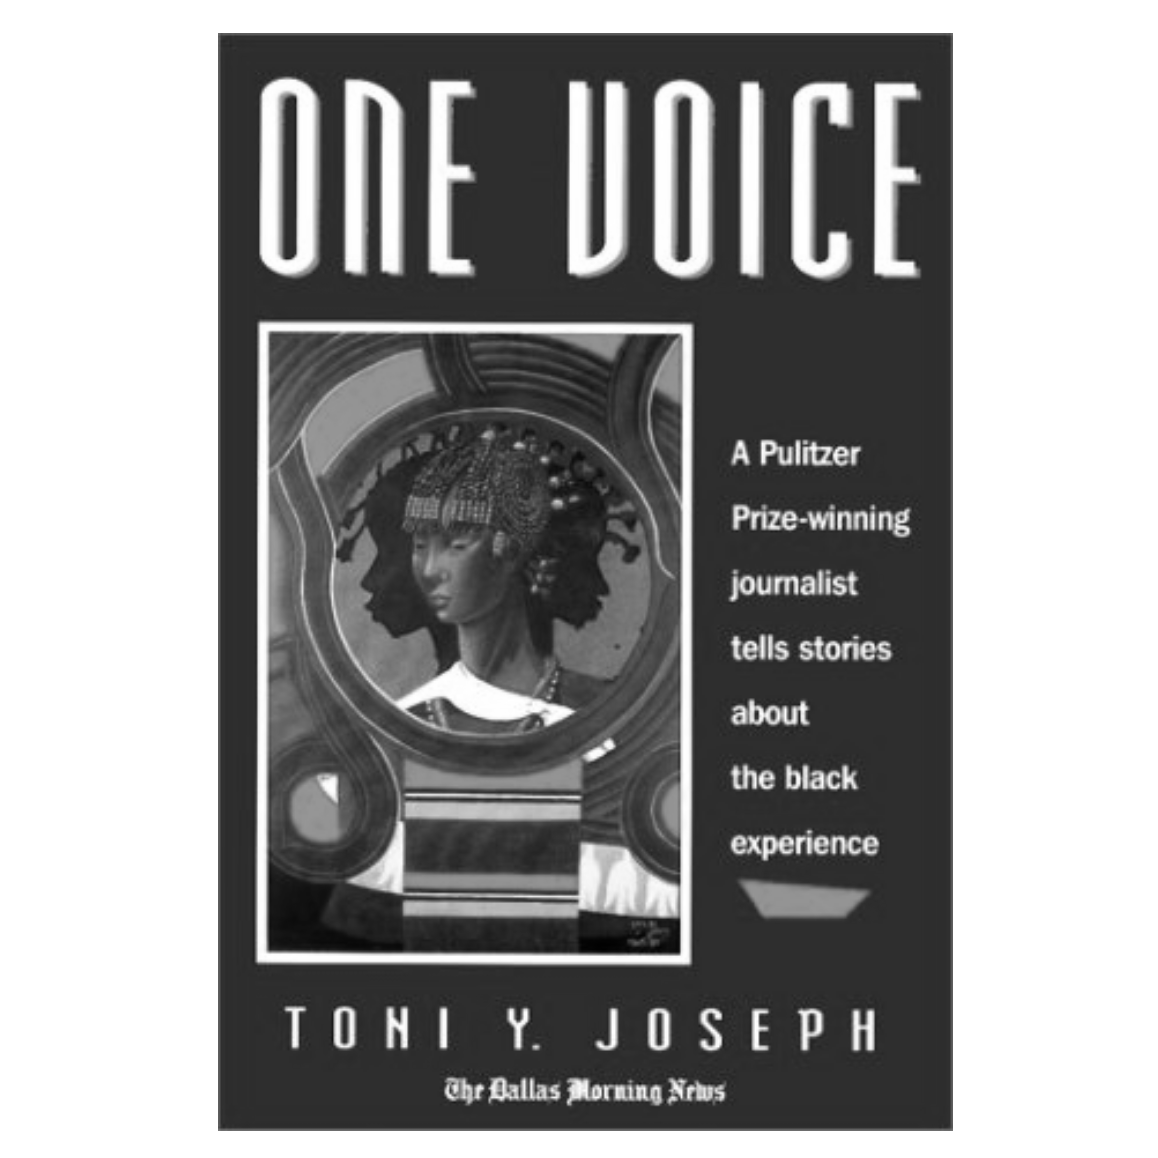 ONE VOICE
A Pulitzer
Prize-winning
journalist
tells stories
about
the black
experience
TONI Y. JOSEPH
The Dallas Morning News